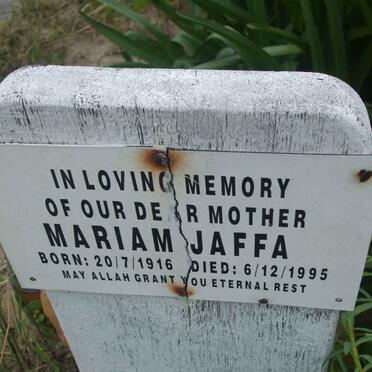 IN LOVING MEMORY
OF OUR DEAR MOTHER
MARIAM JAFFA
BORN: 20/7/1916 DIED: 6/12/1995
MAY ALLAH GRANT YOU ETERNAL REST